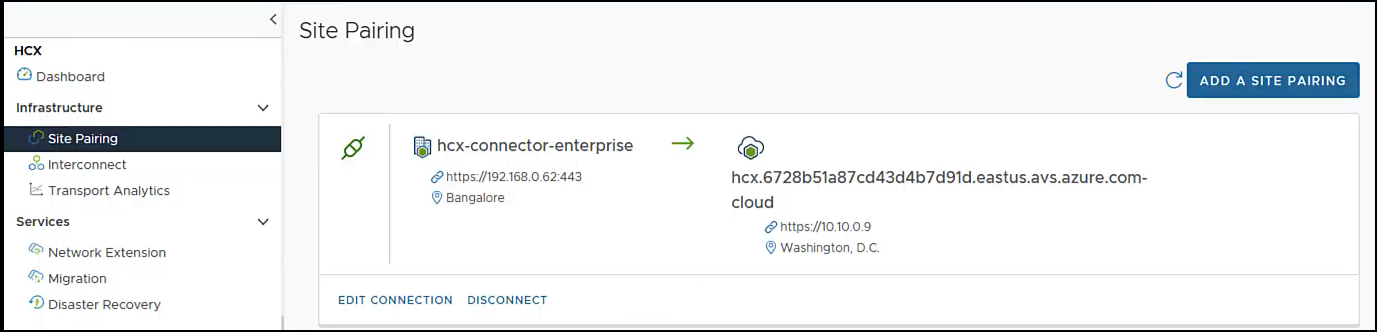 HCX
Dashboard
Infrastructure
Site Pairing
Interconnect
Transport Analytics
Services
Network Extension
Migration
Disaster Recovery
Site Pairing
ADD A SITE PAIRING
hcx-connector-enterprise
https://192.168.0.62:443
Bangalore
hcx.6728b51a87cd43d4b7d91d.eastus.avs.azure.com-
cloud
https://10.10.0.9
Washington, D.C.
EDIT CONNECTION DISCONNECT